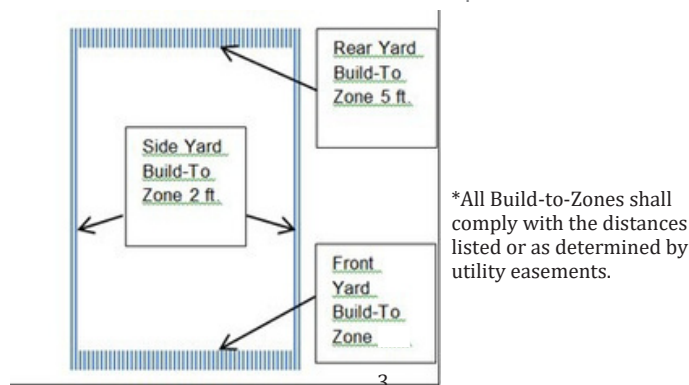 Rear Yard
Build-To
Zone 5 ft.
Side Yard
Build-To
Zone 2 ft.
*All Build-to-Zones shall
comply with the distances
listed or as determined by
utility easements.
Front
Yard
Build-To
Zone
3